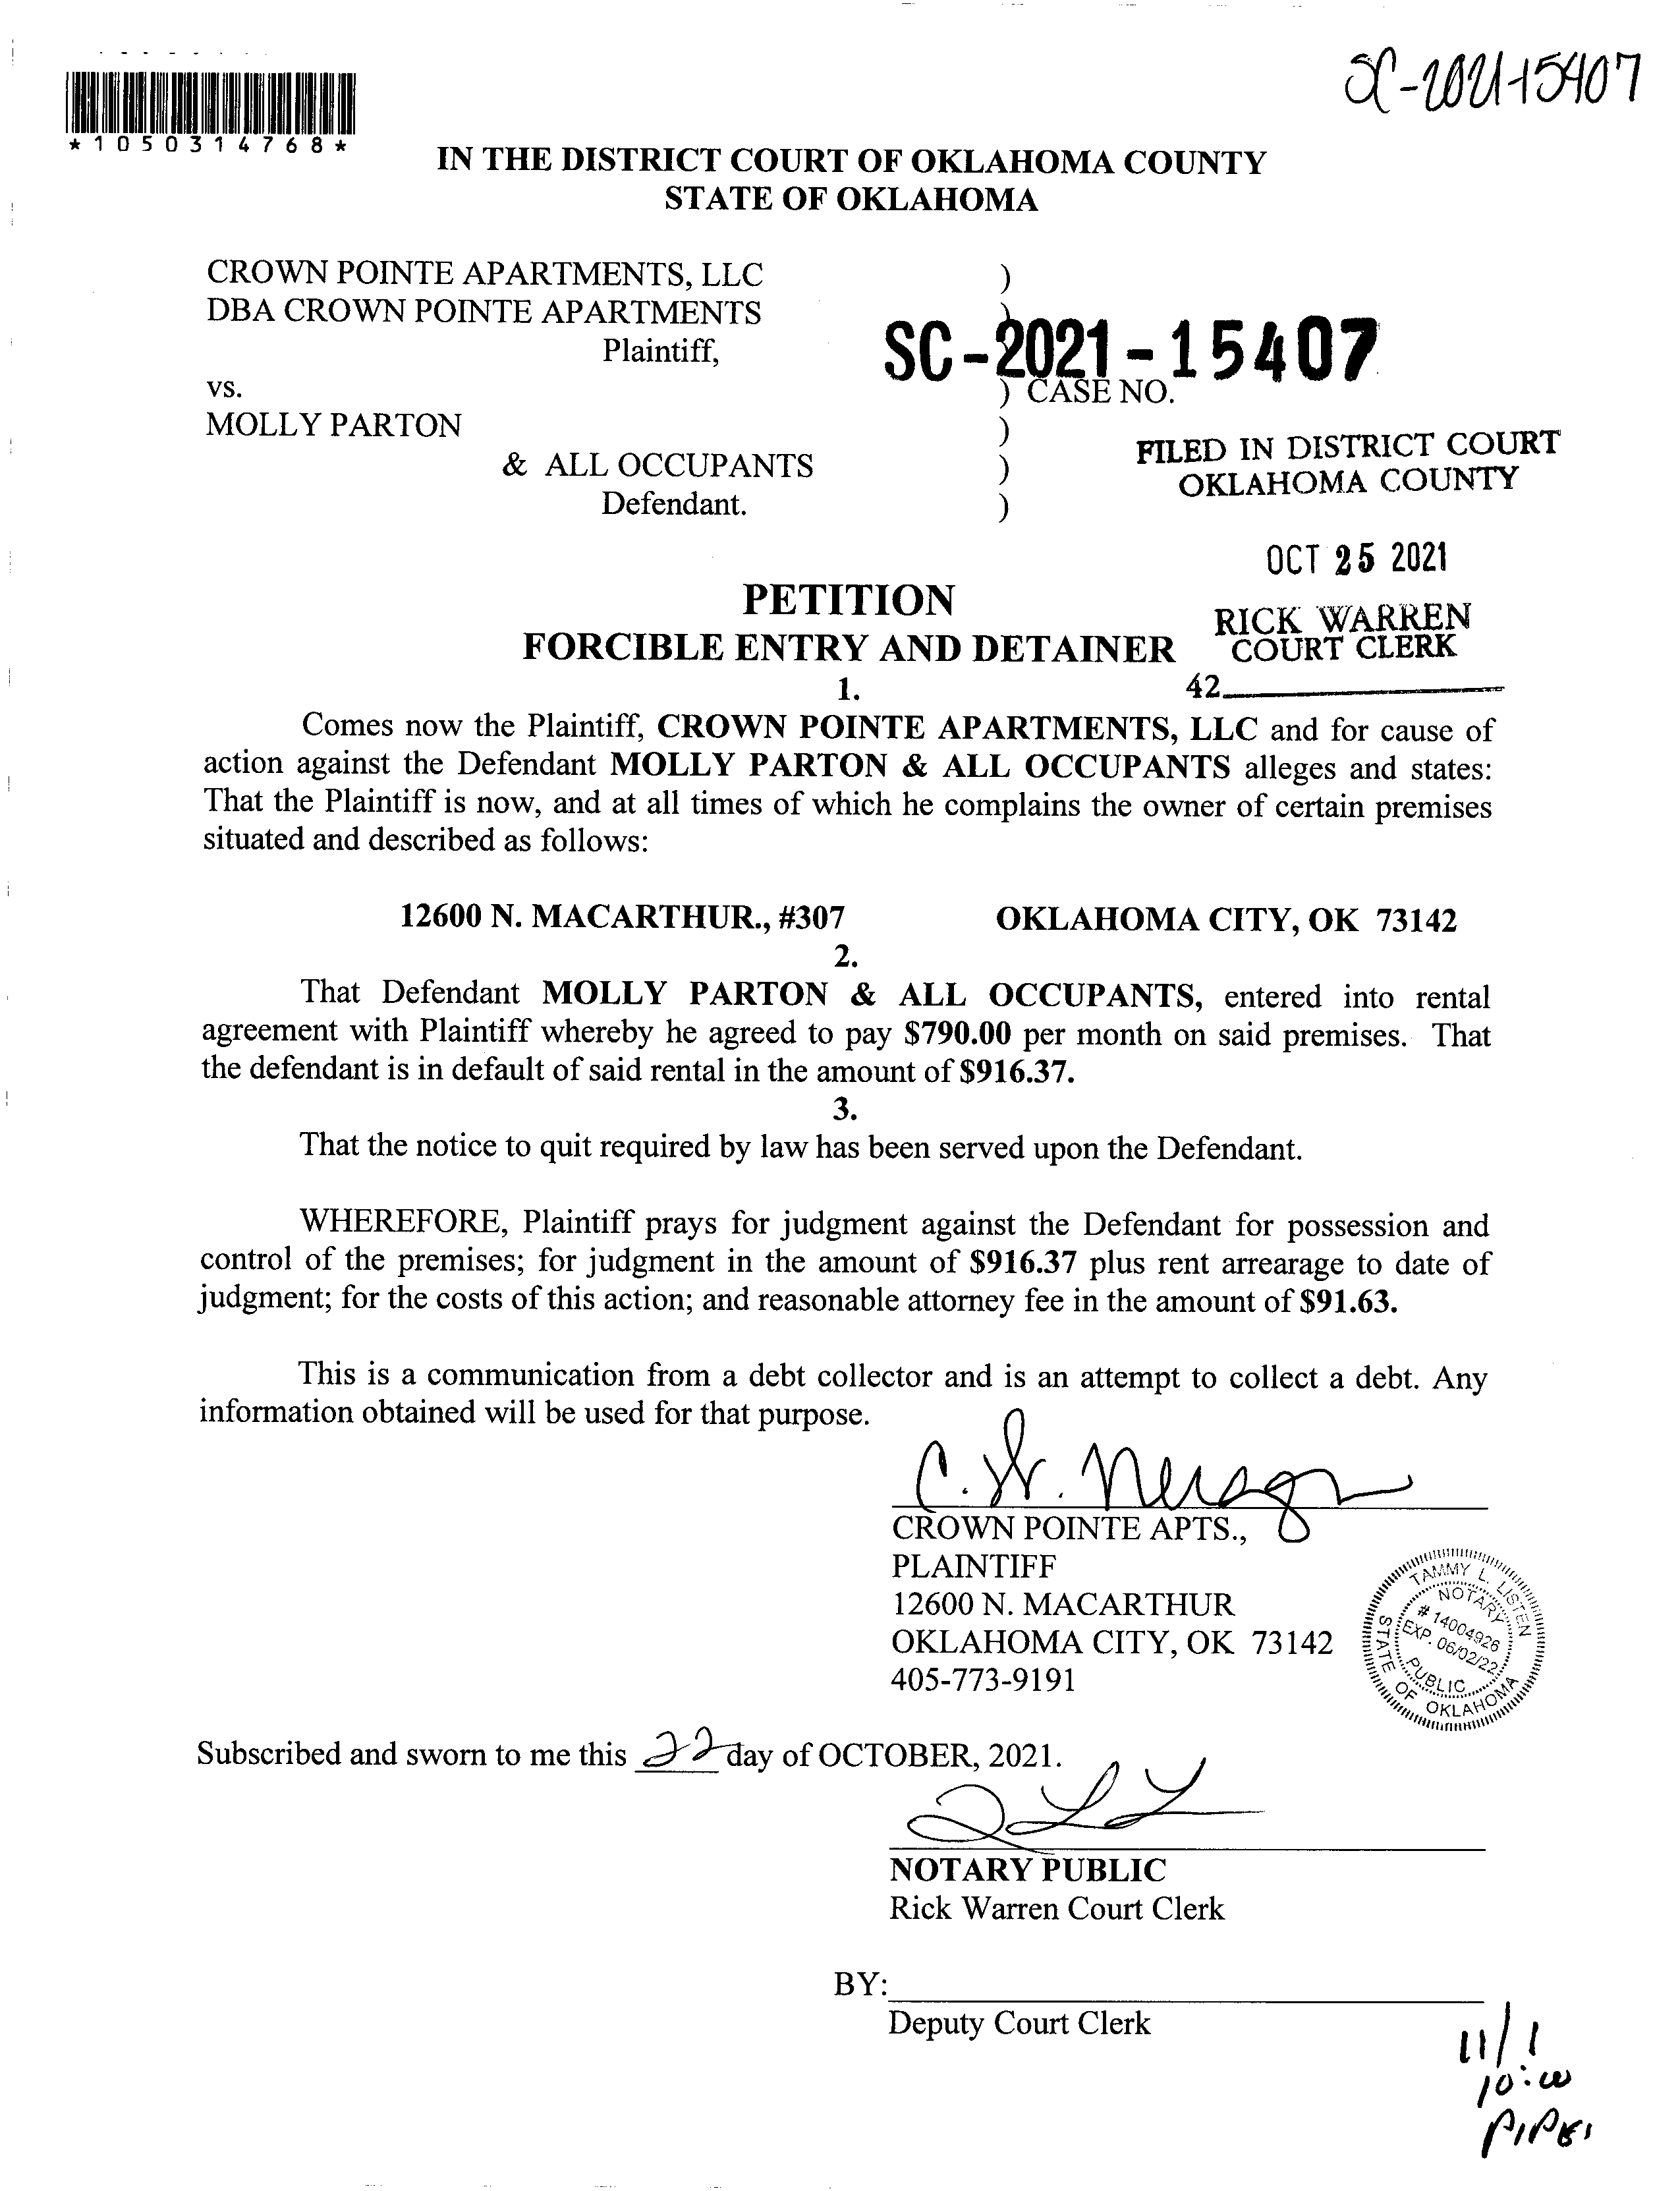 SC-2021-15407
*1050314768*
IN THE DISTRICT COURT OF OKLAHOMA COUNTY
STATE OF OKLAHOMA
CROWN POINTE APARTMENTS, LLC )
DBA CROWN POINTE APARTMENTS )
Plaintiff,
SC-2021-15407
vs. ) CASE NO.
MOLLY PARTON )
& ALL OCCUPANTS )
Defendant. )
FILED IN DISTRICT COURT
OKLAHOMA COUNTY
OCT 25 2021
RICK WARREN
COURT CLERK
42
PETITION
FORCIBLE ENTRY AND DETAINER
1.
Comes now the Plaintiff, CROWN POINTE APARTMENTS, LLC and for cause of
action against the Defendant MOLLY PARTON & ALL OCCUPANTS alleges and states:
That the Plaintiff is now, and at all times of which he complains the owner of certain premises
situated and described as follows:
12600 N. MACARTHUR., #307 OKLAHOMA CITY, OK 73142
2.
That Defendant MOLLY PARTON & ALL OCCUPANTS, entered into rental
agreement with Plaintiff whereby he agreed to pay $790.00 per month on said premises. That
the defendant is in default of said rental in the amount of $916.37.
3.
That the notice to quit required by law has been served upon the Defendant.
WHEREFORE, Plaintiff prays for judgment against the Defendant for possession and
control of the premises; for judgment in the amount of $916.37 plus rent arrearage to date of
judgment; for the costs of this action; and reasonable attorney fee in the amount of $91.63.
This is a communication from a debt collector and is an attempt to collect a debt. Any
information obtained will be used for that purpose.
CROWN POINTE APTS.,
PLAINTIFF
12600 N. MACARTHUR
OKLAHOMA CITY, OK 73142
405-773-9191
TAMMY L. LISTEN
NOTARY
# 14004926
EXP. 06/02/22
PUBLIC
STATE OF OKLAHOMA
Subscribed and sworn to me this 22 day of OCTOBER, 2021.
NOTARY PUBLIC
Rick Warren Court Clerk
BY:
Deputy Court Clerk
11/1
10:00